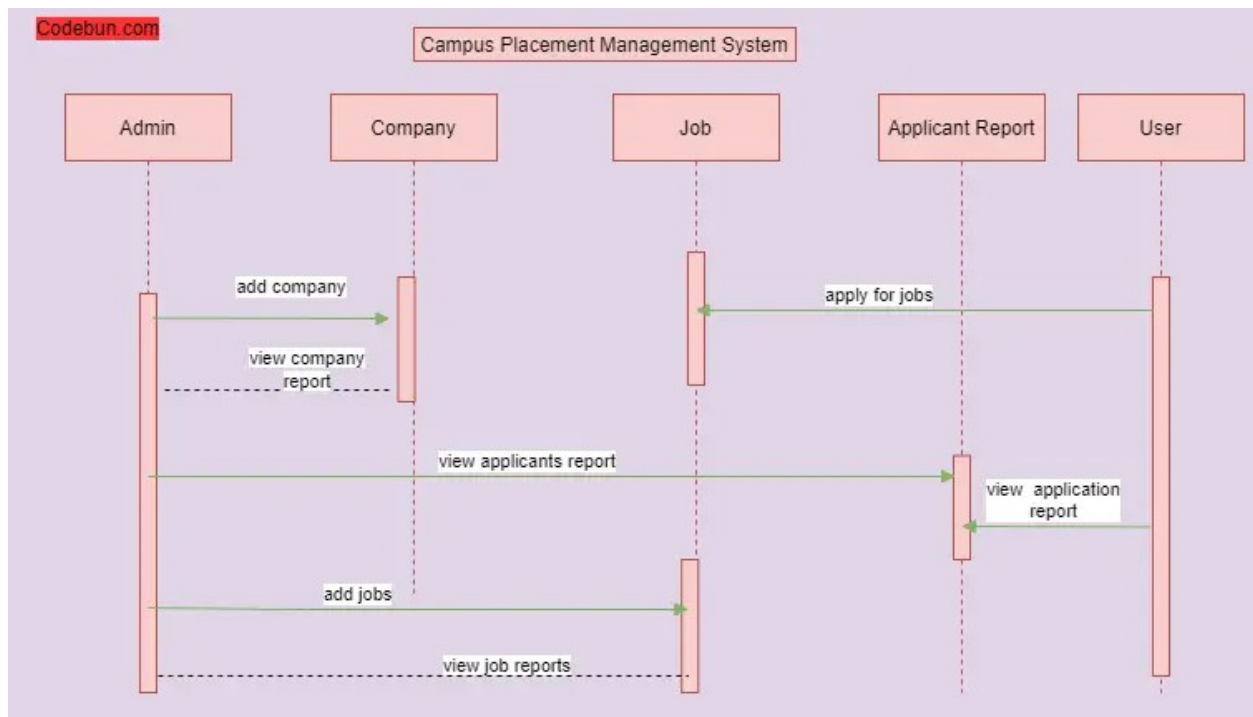 Codebun.com
Campus Placement Management System
Admin
Company
Job
Applicant Report
User
add company
apply for jobs
view company
report
view applicants report
view application
report
add jobs
view job reports